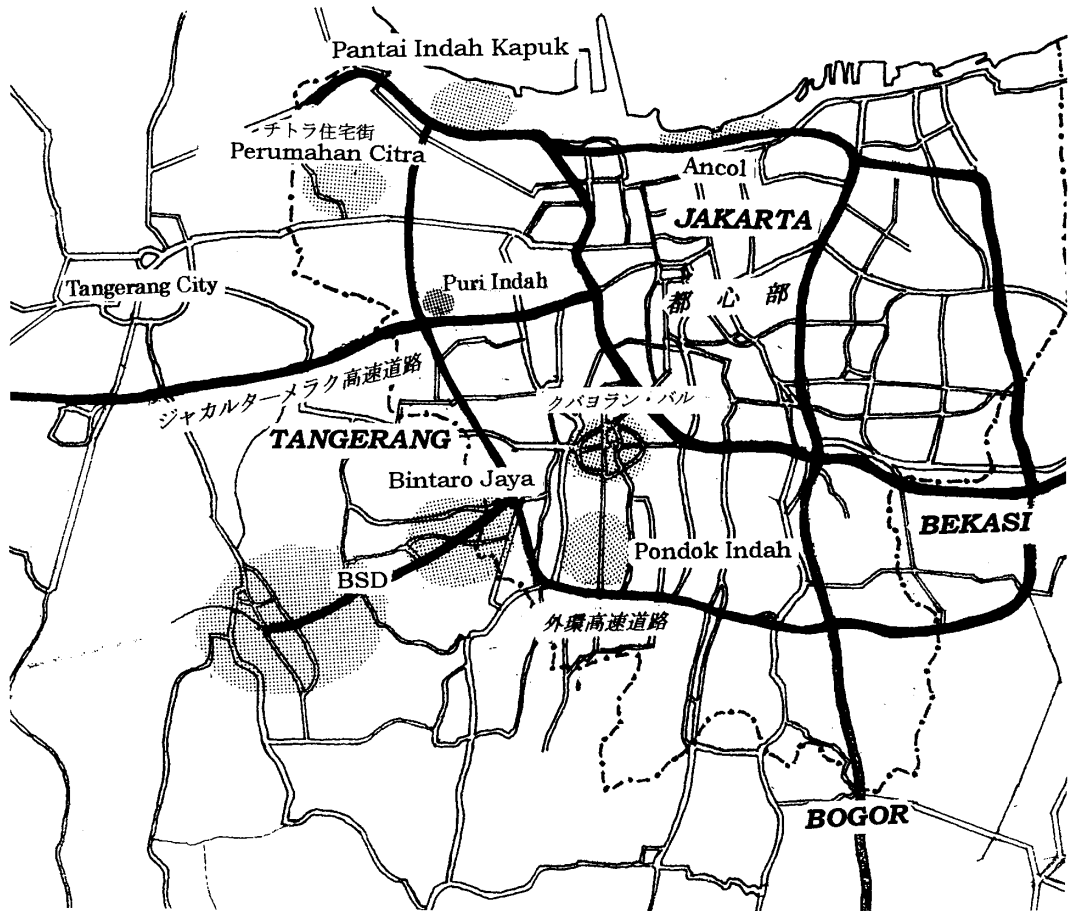 Pantai Indah Kapuk
チトラ住宅街
Perumahan Citra
Ancol
JAKARTA
Tangerang City
Puri Indah
都心部
ジャカルターメラク高速道路
クバヨラン・バル
TANGERANG
Bintaro Jaya
BEKASI
Pondok Indah
BSD
外環高速道路
BOGOR